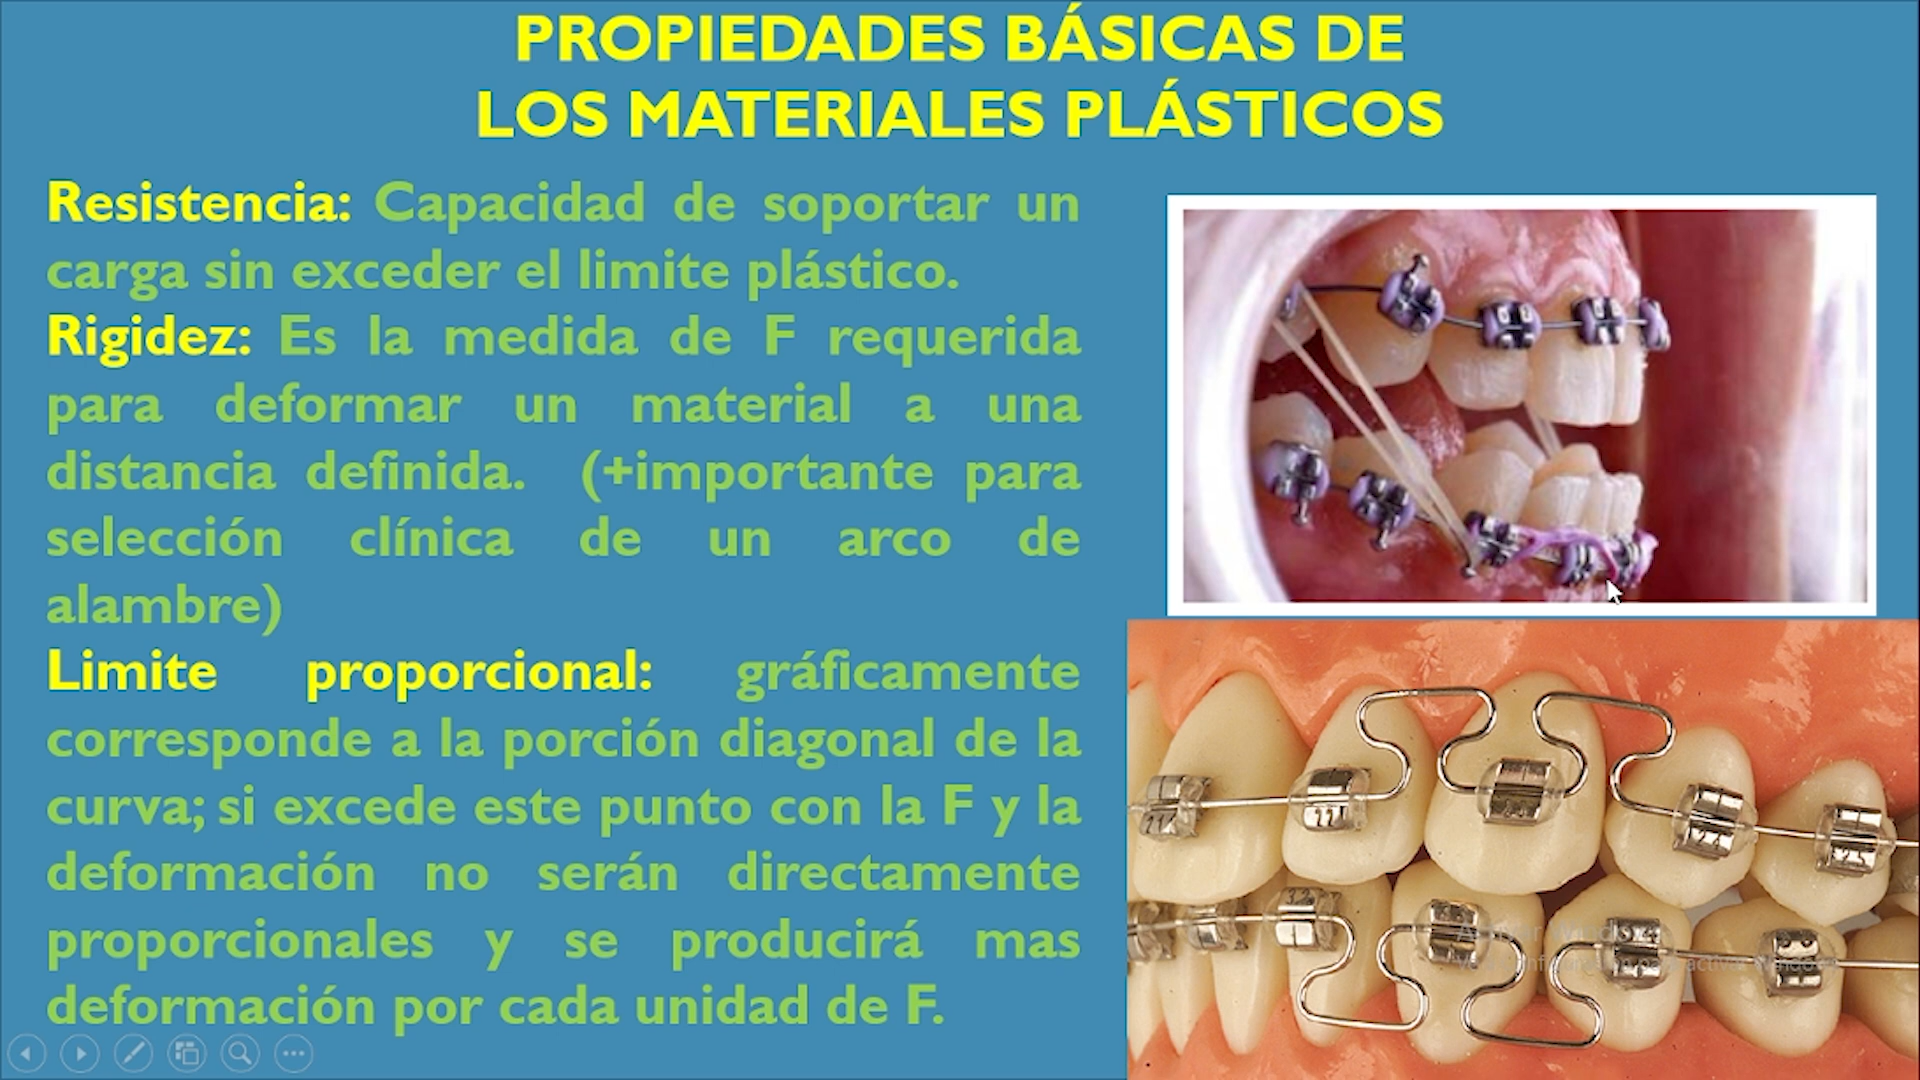 PROPIEDADES BÁSICAS DE
LOS MATERIALES PLÁSTICOS
Resistencia: Capacidad de soportar un
carga sin exceder el limite plástico.
Rigidez: Es la medida de F requerida
para deformar un material a una
distancia definida. (+importante para
selección clínica de un arco de
alambre)
Limite proporcional: gráficamente
corresponde a la porción diagonal de la
curva; si excede este punto con la F y la
deformación no serán directamente
proporcionales y se producirá mas
deformación por cada unidad de F.